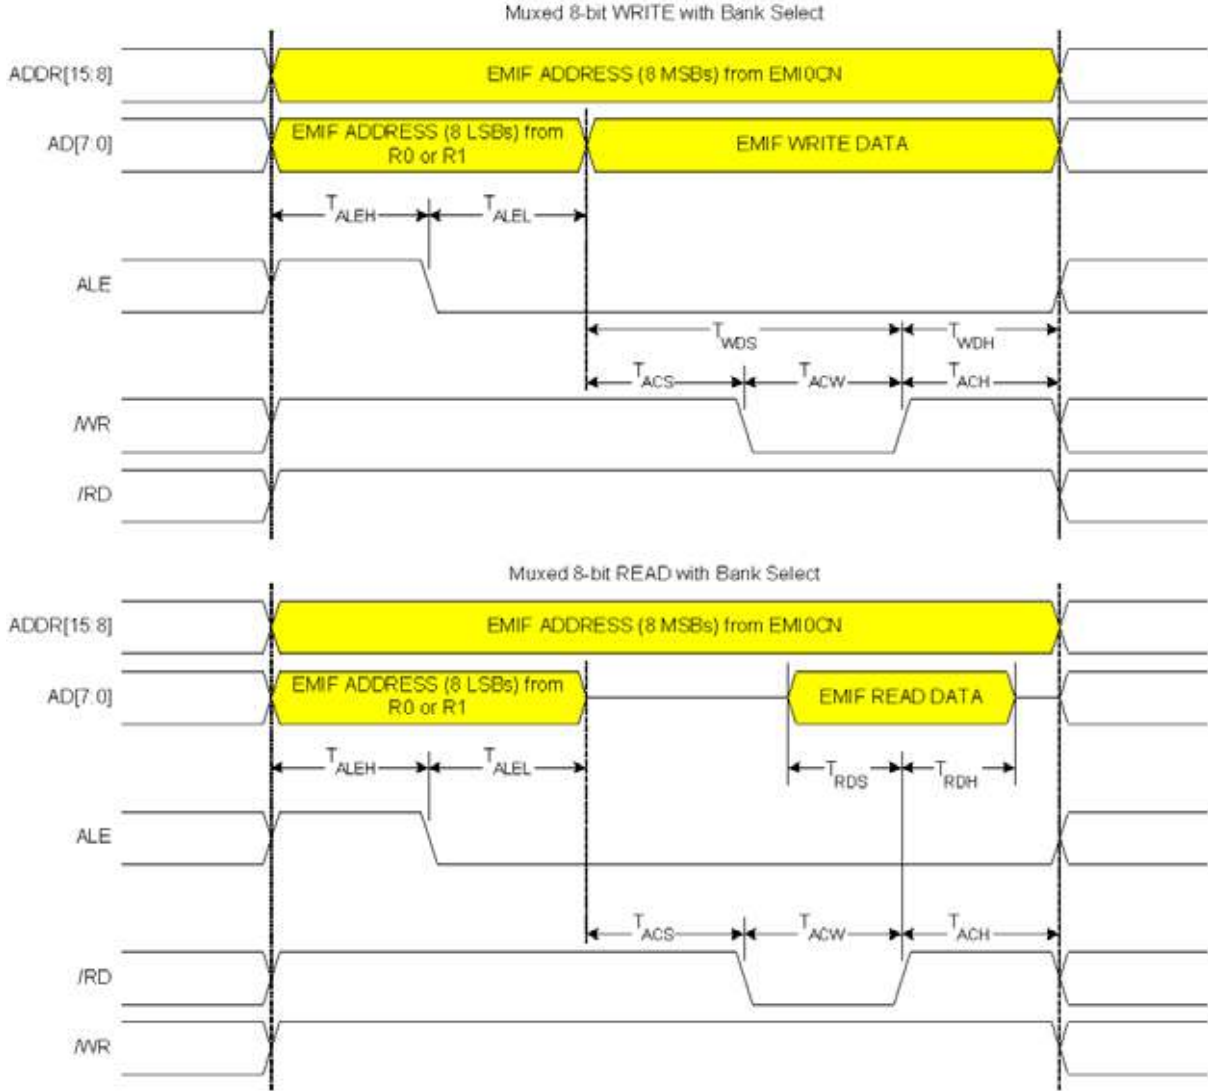 Muxed 8-bit WRITE with Bank Select
ADDR[15:8]
EMIF ADDRESS (8 MSBs) from EMI0CN
AD[7:0]
EMIF ADDRESS (8 LSBs) from
R0 or R1
EMIF WRITE DATA
TALEH
TALEL
ALE
TWDS
TWDH
TACS
TACW
TACH
/WR
/RD
Muxed 8-bit READ with Bank Select
ADDR[15:8]
EMIF ADDRESS (8 MSBs) from EMI0CN
AD[7:0]
EMIF ADDRESS (8 LSBs) from
R0 or R1
EMIF READ DATA
TALEH
TALEL
TRDS
TRDH
ALE
TACS
TACW
TACH
/RD
/WR